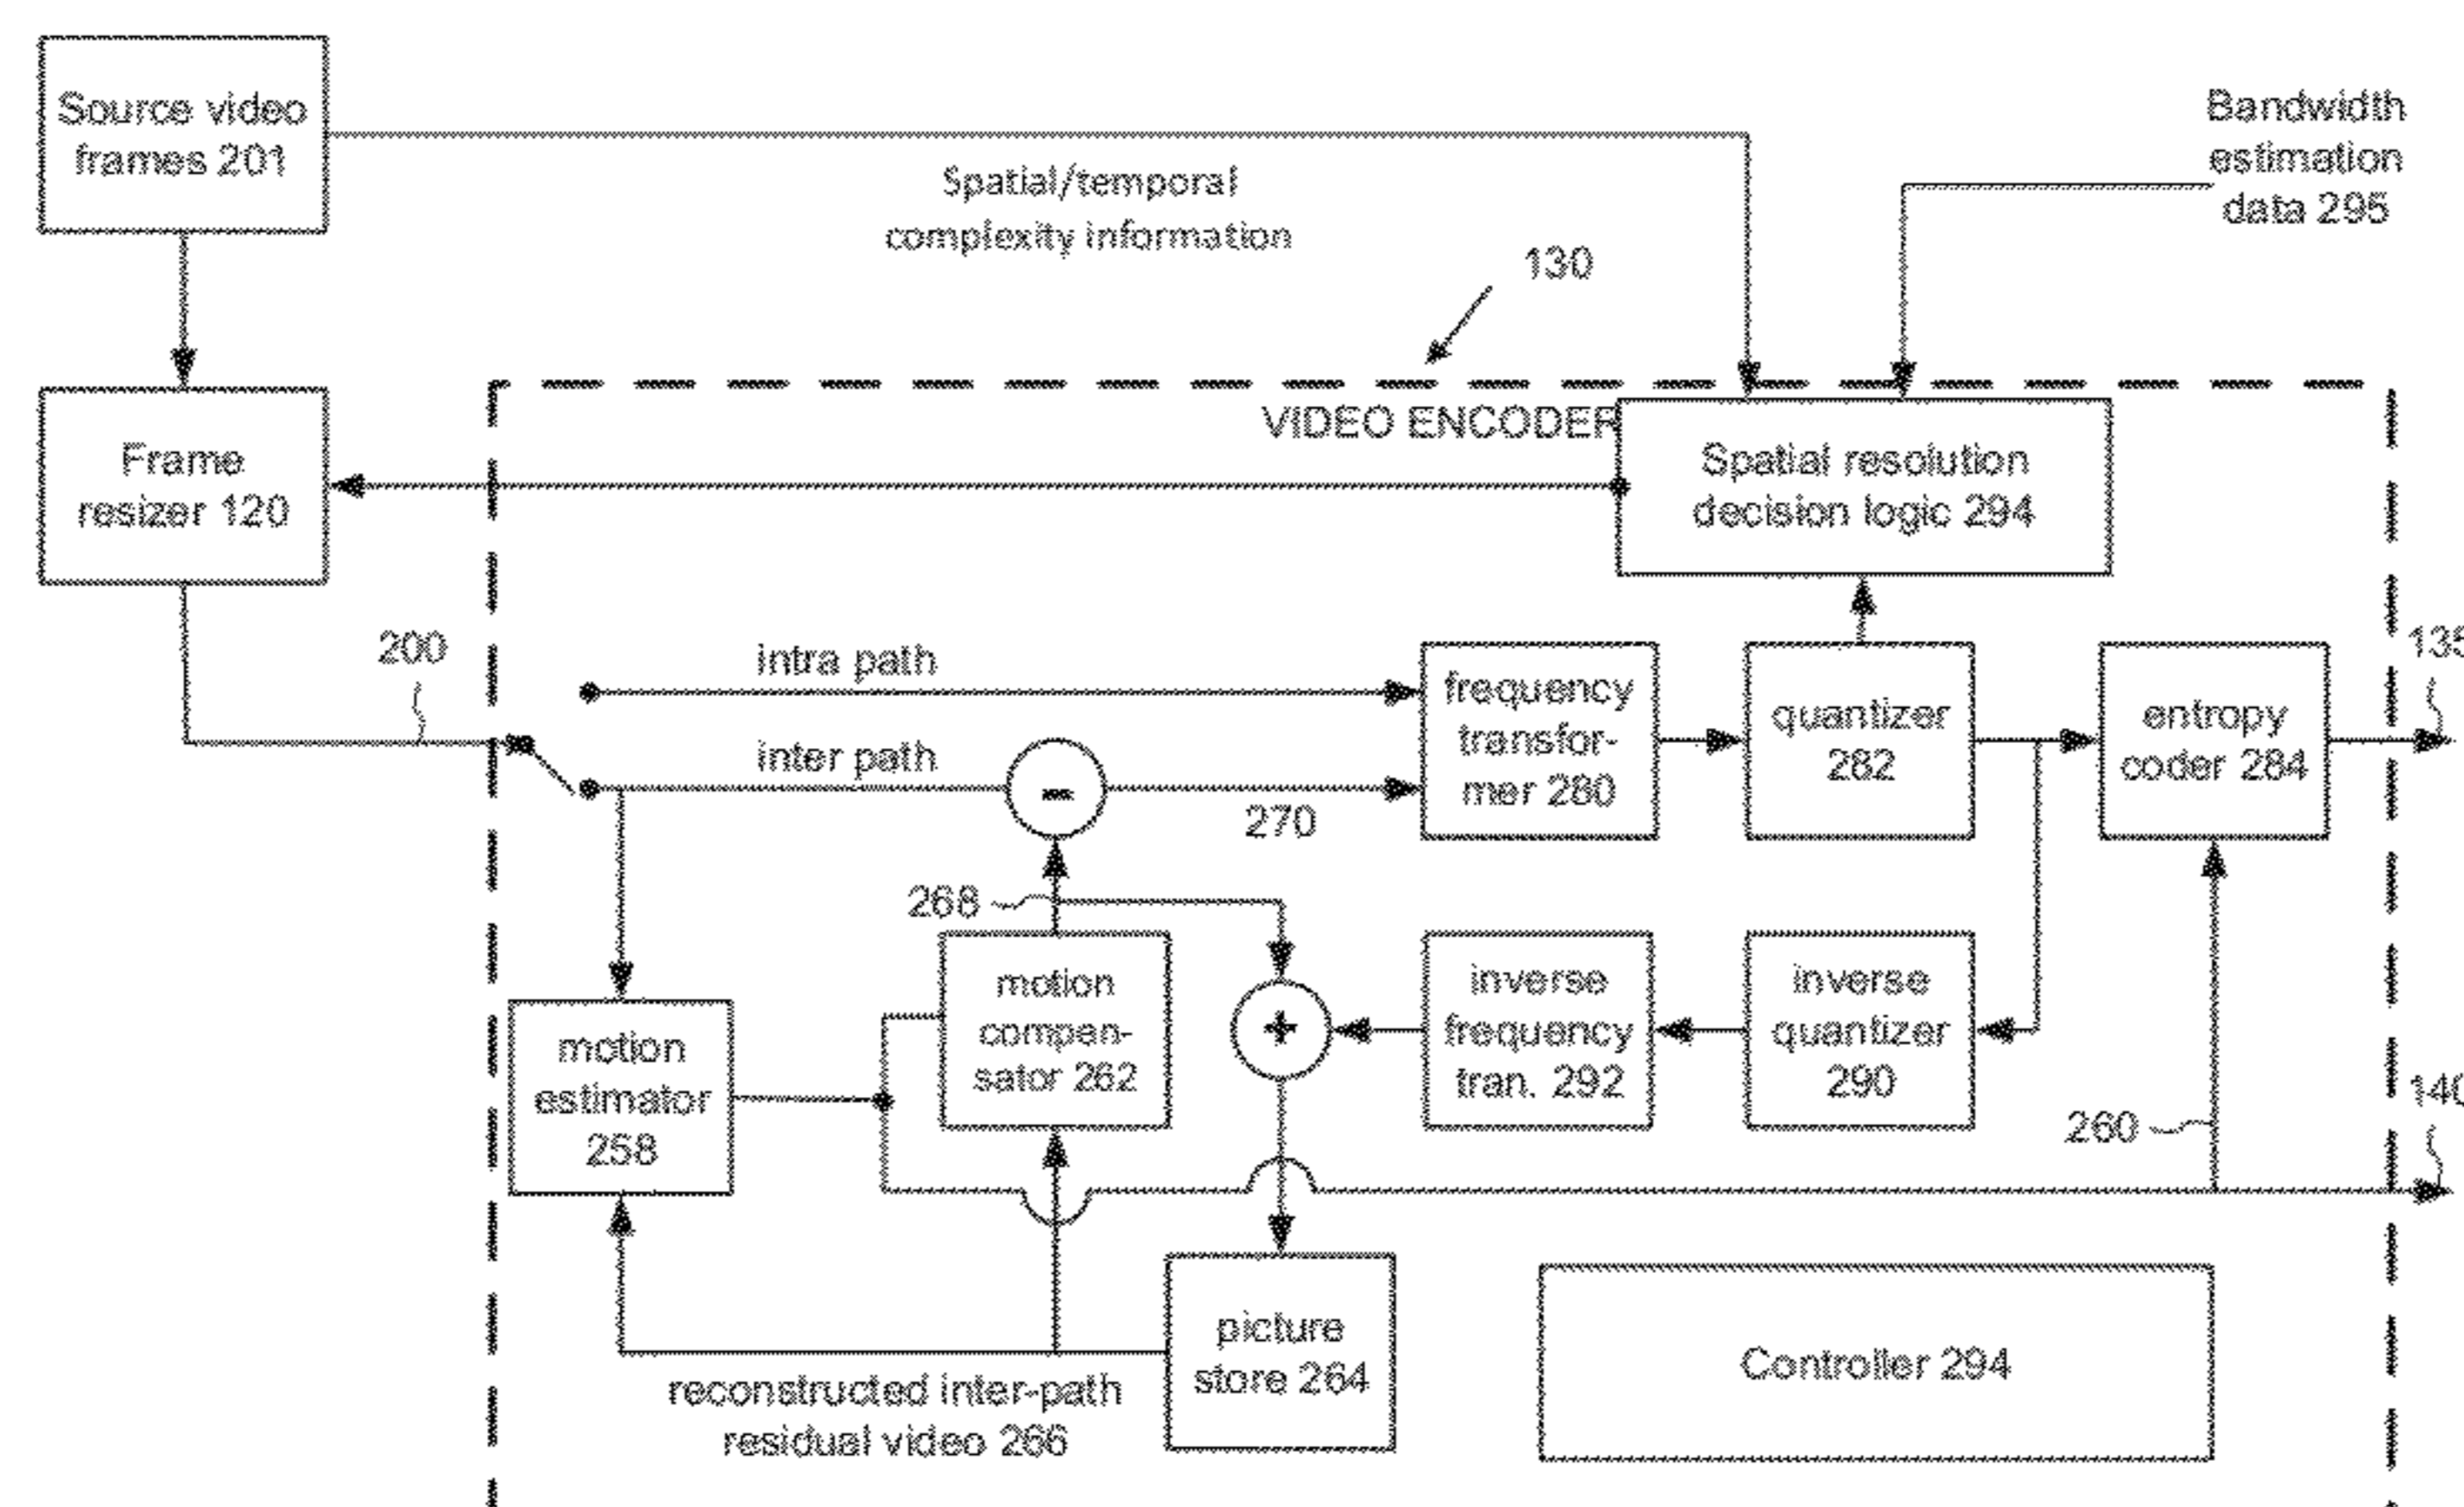 Source video
frames 201
Spatial/temporal
complexity information
Bandwidth
estimation
data 295
130
VIDEO ENCODER
Frame
resizer 120
Spatial resolution
decision logic 294
200
intra path
inter path
-
270
frequency
transfor-
mer 280
quantizer
282
entropy
coder 284
135
268
motion
estimator
258
motion
compen-
sator 262
+
inverse
frequency
tran. 292
inverse
quantizer
290
260
140
reconstructed inter-path
residual video 266
picture
store 264
Controller 294